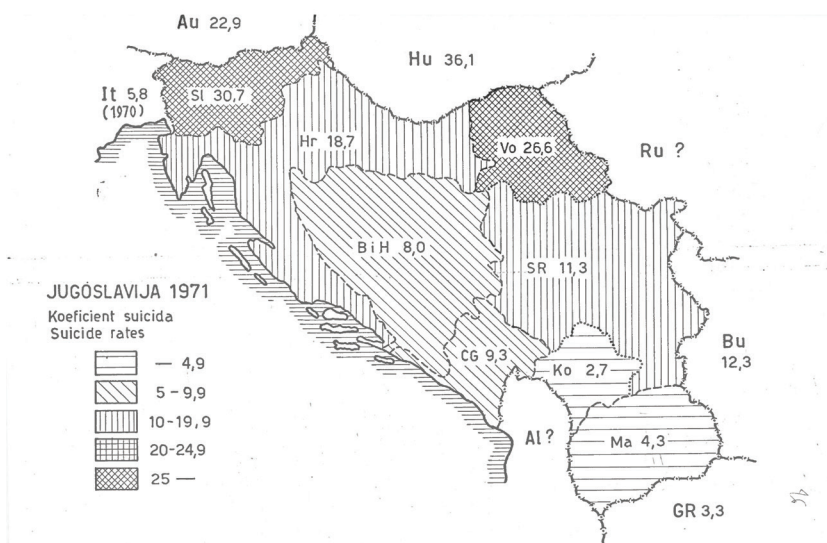 Au 22,9
Hu 36,1
It 5,8
(1970)
Sl 30,7
Hr 18,7
Vo 26,6
Ru ?
BiH 8,0
SR 11,3
JUGOSLAVIJA 1971
Koeficient suicida
Suicide rates
— 4,9
5 – 9,9
10-19,9
20-24,9
25 —
CG 9,3
Ko 2,7
Bu
12,3
Al?
Ma 4,3
GR 3,3